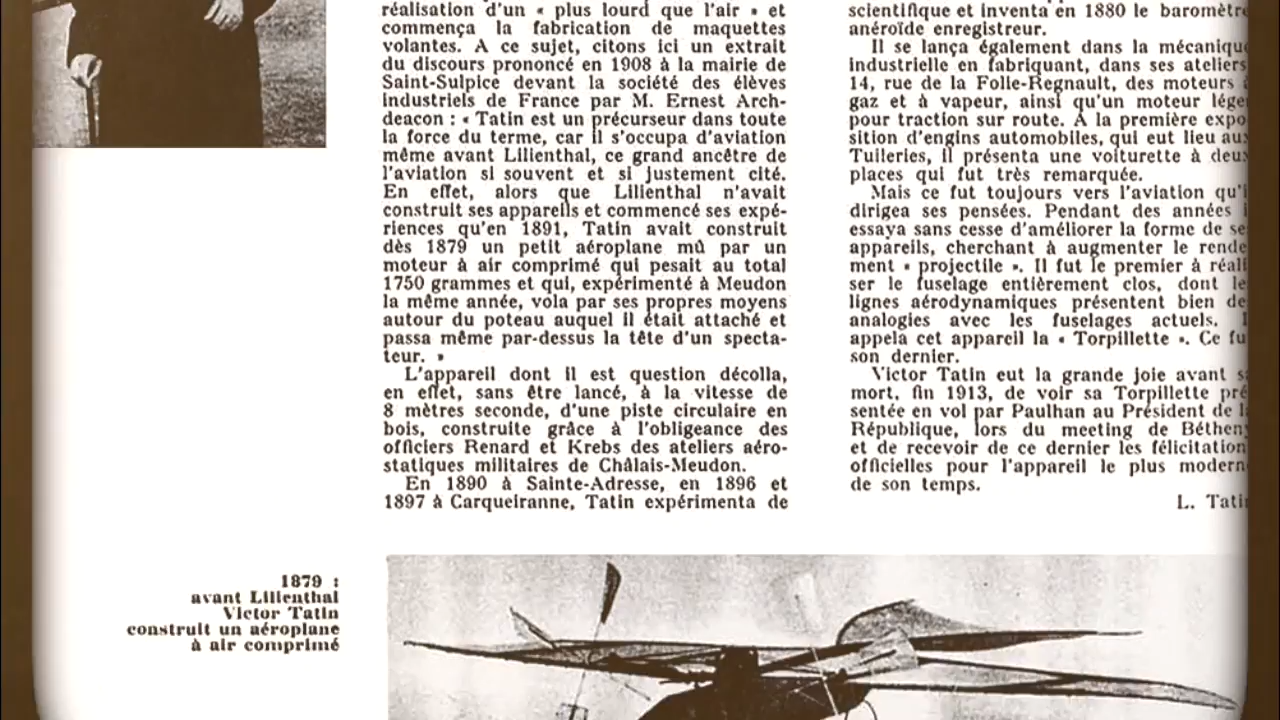 réalisation d'un « plus lourd que l'air » et
commença la fabrication de maquettes
volantes. A ce sujet, citons ici un extrait
du discours prononcé en 1908 à la mairie de
Saint-Sulpice devant la société des élèves
industriels de France par M. Ernest Arch-
deacon : « Tatin est un précurseur dans toute
la force du terme, car il s'occupa d'aviation
même avant Lilienthal, ce grand ancêtre de
l'aviation si souvent et si justement cité.
En effet, alors que Lilienthal n'avait
construit ses appareils et commencé ses expé-
riences qu'en 1891, Tatin avait construit
dès 1879 un petit aéroplane mû par un
moteur à air comprimé qui pesait au total
1750 grammes et qui, expérimenté à Meudon
la même année, vola par ses propres moyens
autour du poteau auquel il était attaché et
passa même par-dessus la tête d'un specta-
teur. »
L'appareil dont il est question décolla,
en effet, sans être lancé, à la vitesse de
8 mètres seconde, d'une piste circulaire en
bois, construite grâce à l'obligeance des
officiers Renard et Krebs des ateliers aéro-
statiques militaires de Châlais-Meudon.
En 1890 à Sainte-Adresse, en 1896 et
1897 à Carqueiranne, Tatin expérimenta de
scientifique et inventa en 1880 le baromètre
anéroïde enregistreur.
Il se lança également dans la mécanique
industrielle en fabriquant, dans ses ateliers
14, rue de la Folle-Regnault, des moteurs à
gaz et à vapeur, ainsi qu'un moteur lége
pour traction sur route. A la première expo
sition d'engins automobiles, qui eut lieu aux
Tuileries, il présenta une voiturette à deux
places qui fut très remarquée.
Mais ce fut toujours vers l'aviation qu'i
dirigea ses pensées. Pendant des années i
essaya sans cesse d'améliorer la forme de se
appareils, cherchant à augmenter le rende
ment « projectile ». Il fut le premier à réali
ser le fuselage entièrement clos, dont le
lignes aérodynamiques présentent bien de
analogies avec les fuselages actuels. I
appela cet appareil la « Torpillette ». Ce fu
son dernier.
Victor Tatin eut la grande joie avant sa
mort, fin 1913, de voir sa Torpillette pré
sentée en vol par Paulhan au Président de la
République, lors du meeting de Bétheny
et de recevoir de ce dernier les félicitation
officielles pour l'appareil le plus modern
de son temps.
L. Tatin
1879 :
avant Lilienthal
Victor Tatin
construit un aéroplane
à air comprimé